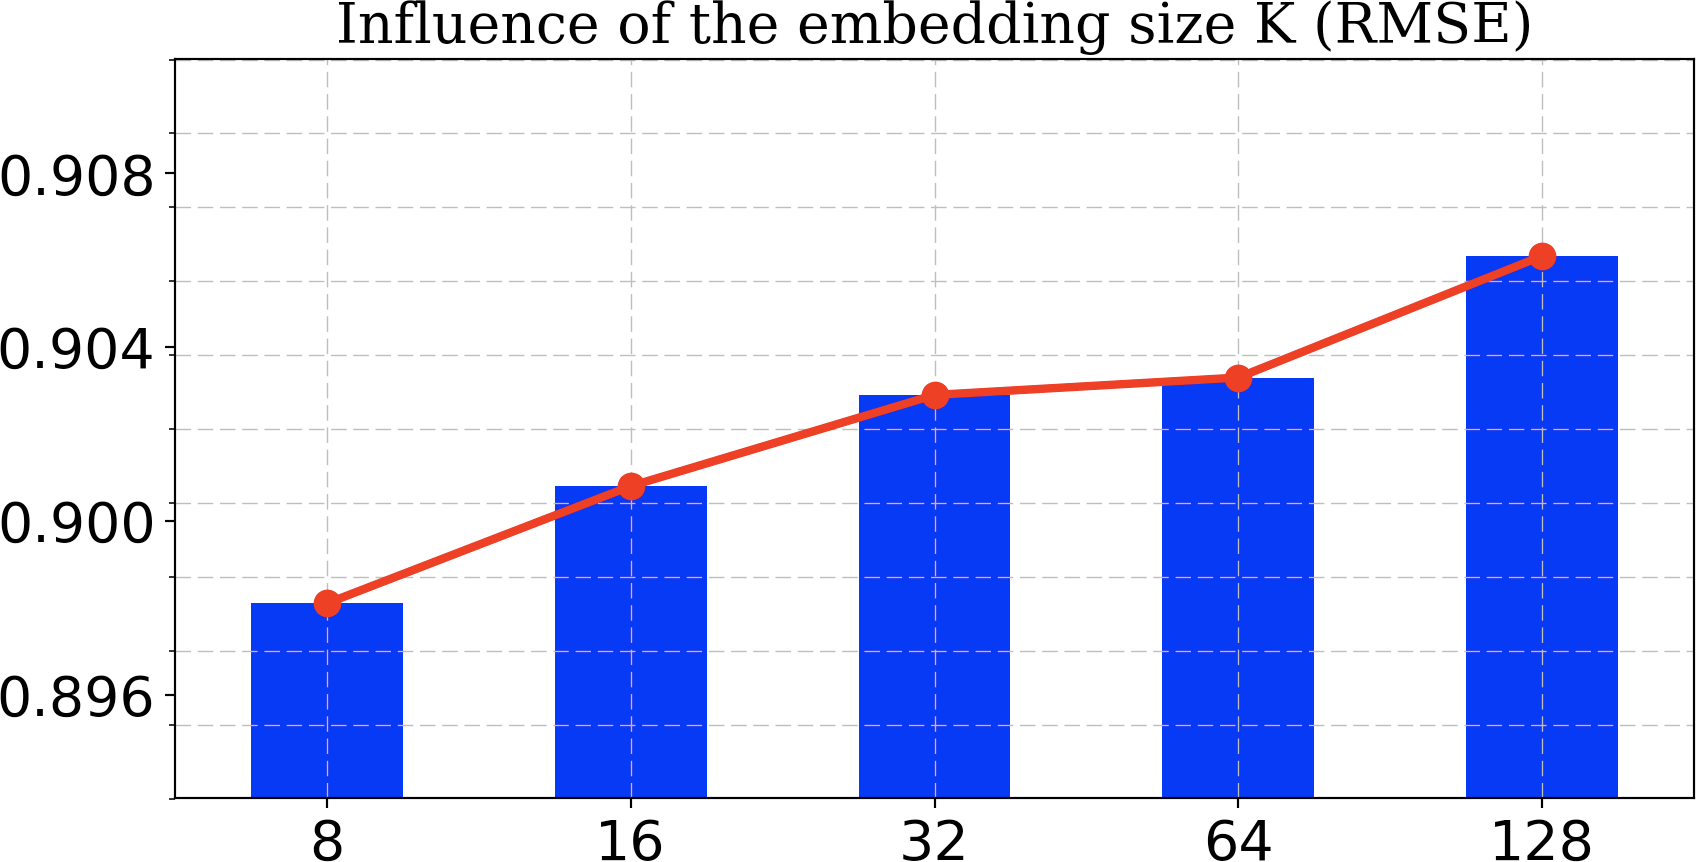 Influence of the embedding size K (RMSE)
0.908
0.904
0.900
0.896
8 16 32 64 128